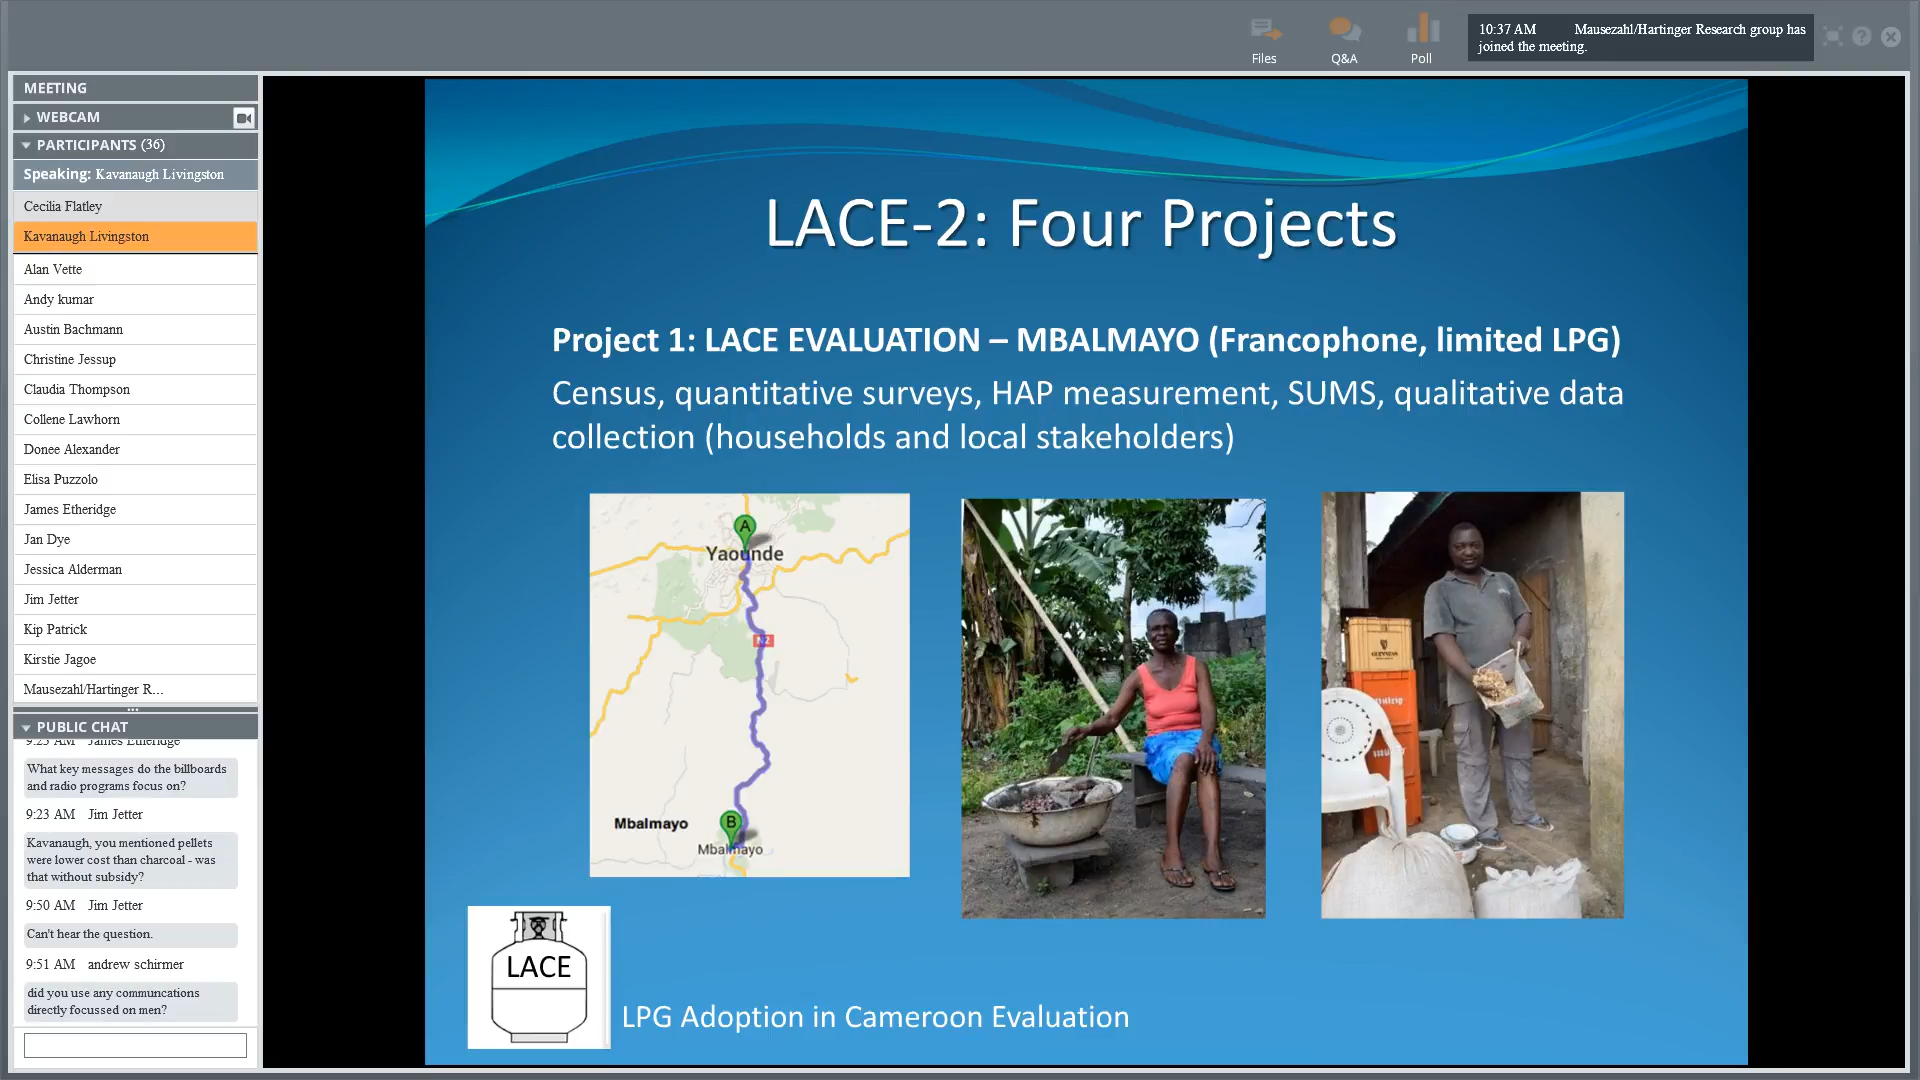 Files
Q&A
Poll
10:37 AM Mausezahl/Hartinger Research group has
joined the meeting.
MEETING
WEBCAM
PARTICIPANTS (36)
Speaking: Kavanaugh Livingston
Cecilia Flatley
Kavanaugh Livingston
Alan Vette
Andy kumar
Austin Bachmann
Christine Jessup
Claudia Thompson
Collene Lawhorn
Donee Alexander
Elisa Puzzolo
James Etheridge
Jan Dye
Jessica Alderman
Jim Jetter
Kip Patrick
Kirstie Jagoe
Mausezahl/Hartinger R...
PUBLIC CHAT
9:23 AM James Etheridge
What key messages do the billboards
and radio programs focus on?
9:23 AM Jim Jetter
Kavanaugh, you mentioned pellets
were lower cost than charcoal - was
that without subsidy?
9:50 AM Jim Jetter
Can't hear the question.
9:51 AM andrew schirmer
did you use any communcations
directly focussed on men?
LACE-2: Four Projects
Project 1: LACE EVALUATION – MBALMAYO (Francophone, limited LPG)
Census, quantitative surveys, HAP measurement, SUMS, qualitative data
collection (households and local stakeholders)
A
Yaounde
N2
Mbalmayo
B
Mbalmayo
GUINNESS
LACE
LPG Adoption in Cameroon Evaluation